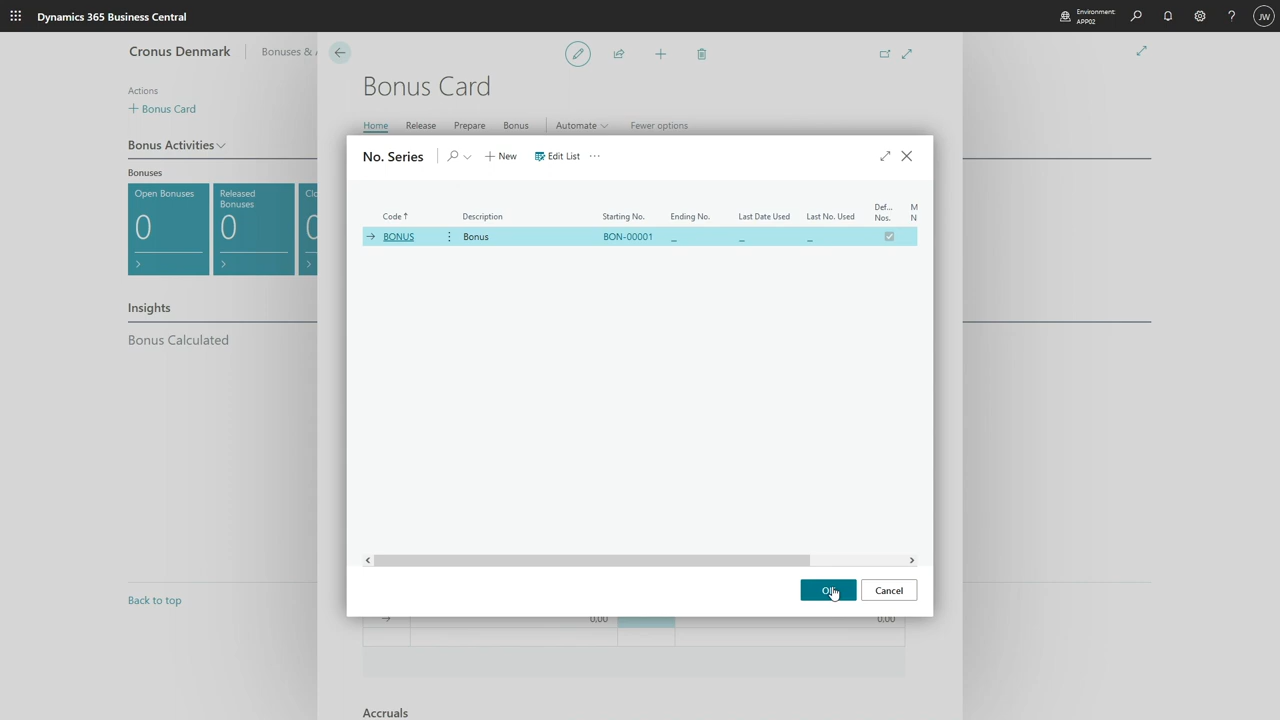 Dynamics 365 Business Central
Environment:
APP02
JW
Cronus Denmark
Bonuses &
Actions
+ Bonus Card
Bonus Activities
Bonuses
Open Bonuses
0
Released
Bonuses
0
Insights
Bonus Calculated
Back to top
Bonus Card
Home Release Prepare Bonus Automate Fewer options
No. Series
+ New
Edit List
Code ↑ Description Starting No. Ending No. Last Date Used Last No. Used Def... Nos. M N
→ BONUS Bonus BON-00001 _ _ _
Cancel
0,00 0,00
Accruals